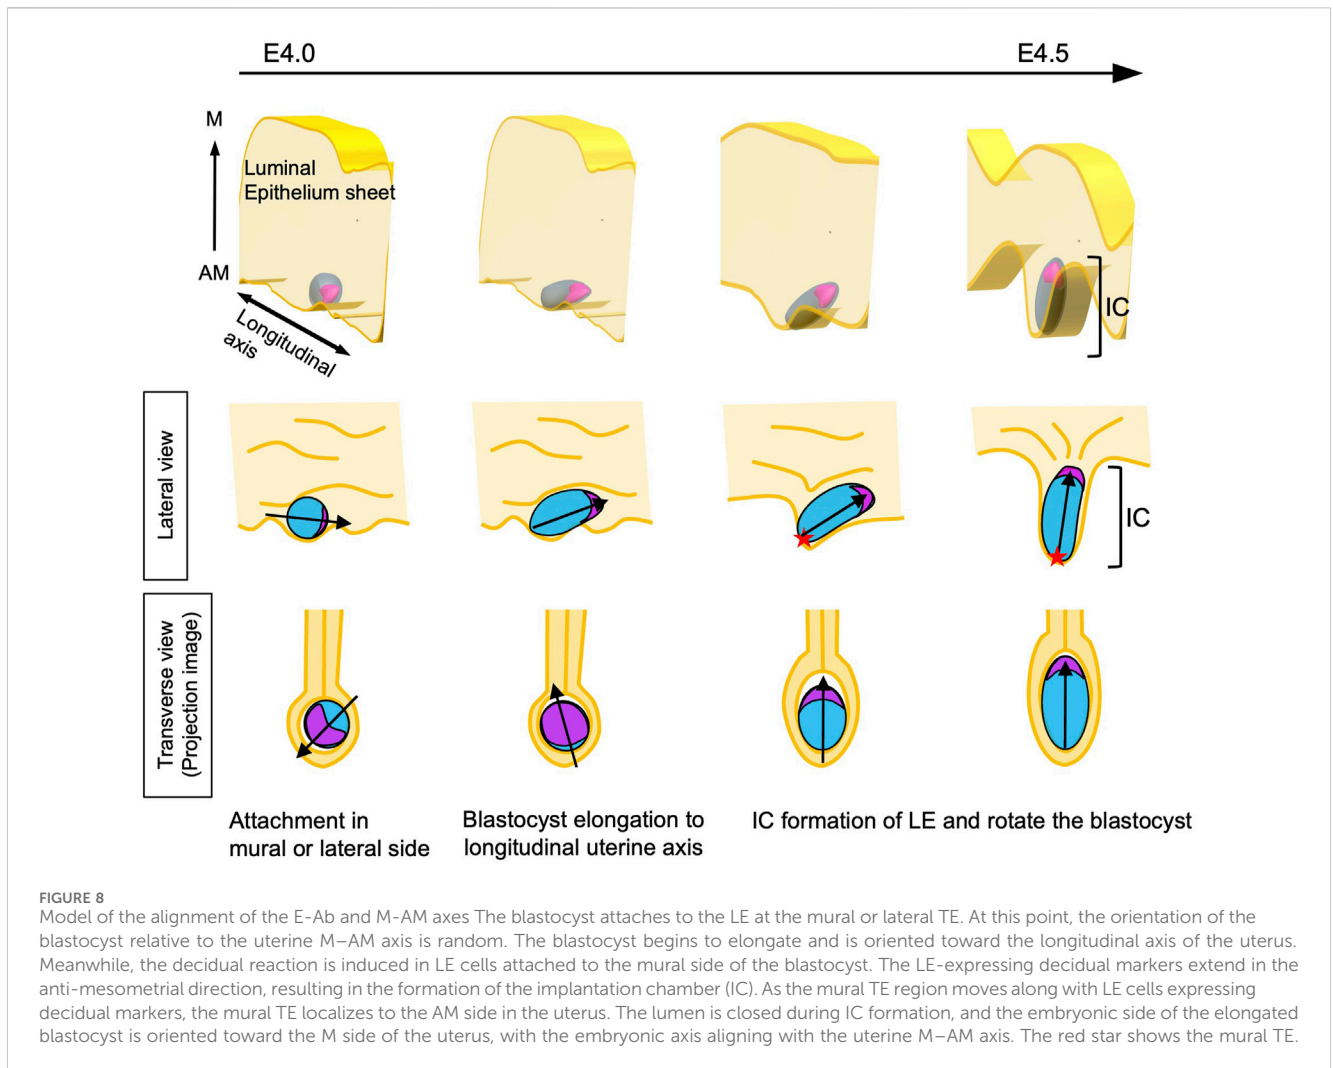 E4.0
E4.5
M
Luminal
Epithelium sheet
AM
Longitudinal
axis
IC
Lateral view
IC
Transverse view
(Projection image)
Attachment in
mural or lateral side
Blastocyst elongation to
longitudinal uterine axis
IC formation of LE and rotate the blastocyst
FIGURE 8
Model of the alignment of the E-Ab and M-AM axes The blastocyst attaches to the LE at the mural or lateral TE. At this point, the orientation of the
blastocyst relative to the uterine M–AM axis is random. The blastocyst begins to elongate and is oriented toward the longitudinal axis of the uterus.
Meanwhile, the decidual reaction is induced in LE cells attached to the mural side of the blastocyst. The LE-expressing decidual markers extend in the
anti-mesometrial direction, resulting in the formation of the implantation chamber (IC). As the mural TE region moves along with LE cells expressing
decidual markers, the mural TE localizes to the AM side in the uterus. The lumen is closed during IC formation, and the embryonic side of the elongated
blastocyst is oriented toward the M side of the uterus, with the embryonic axis aligning with the uterine M–AM axis. The red star shows the mural TE.